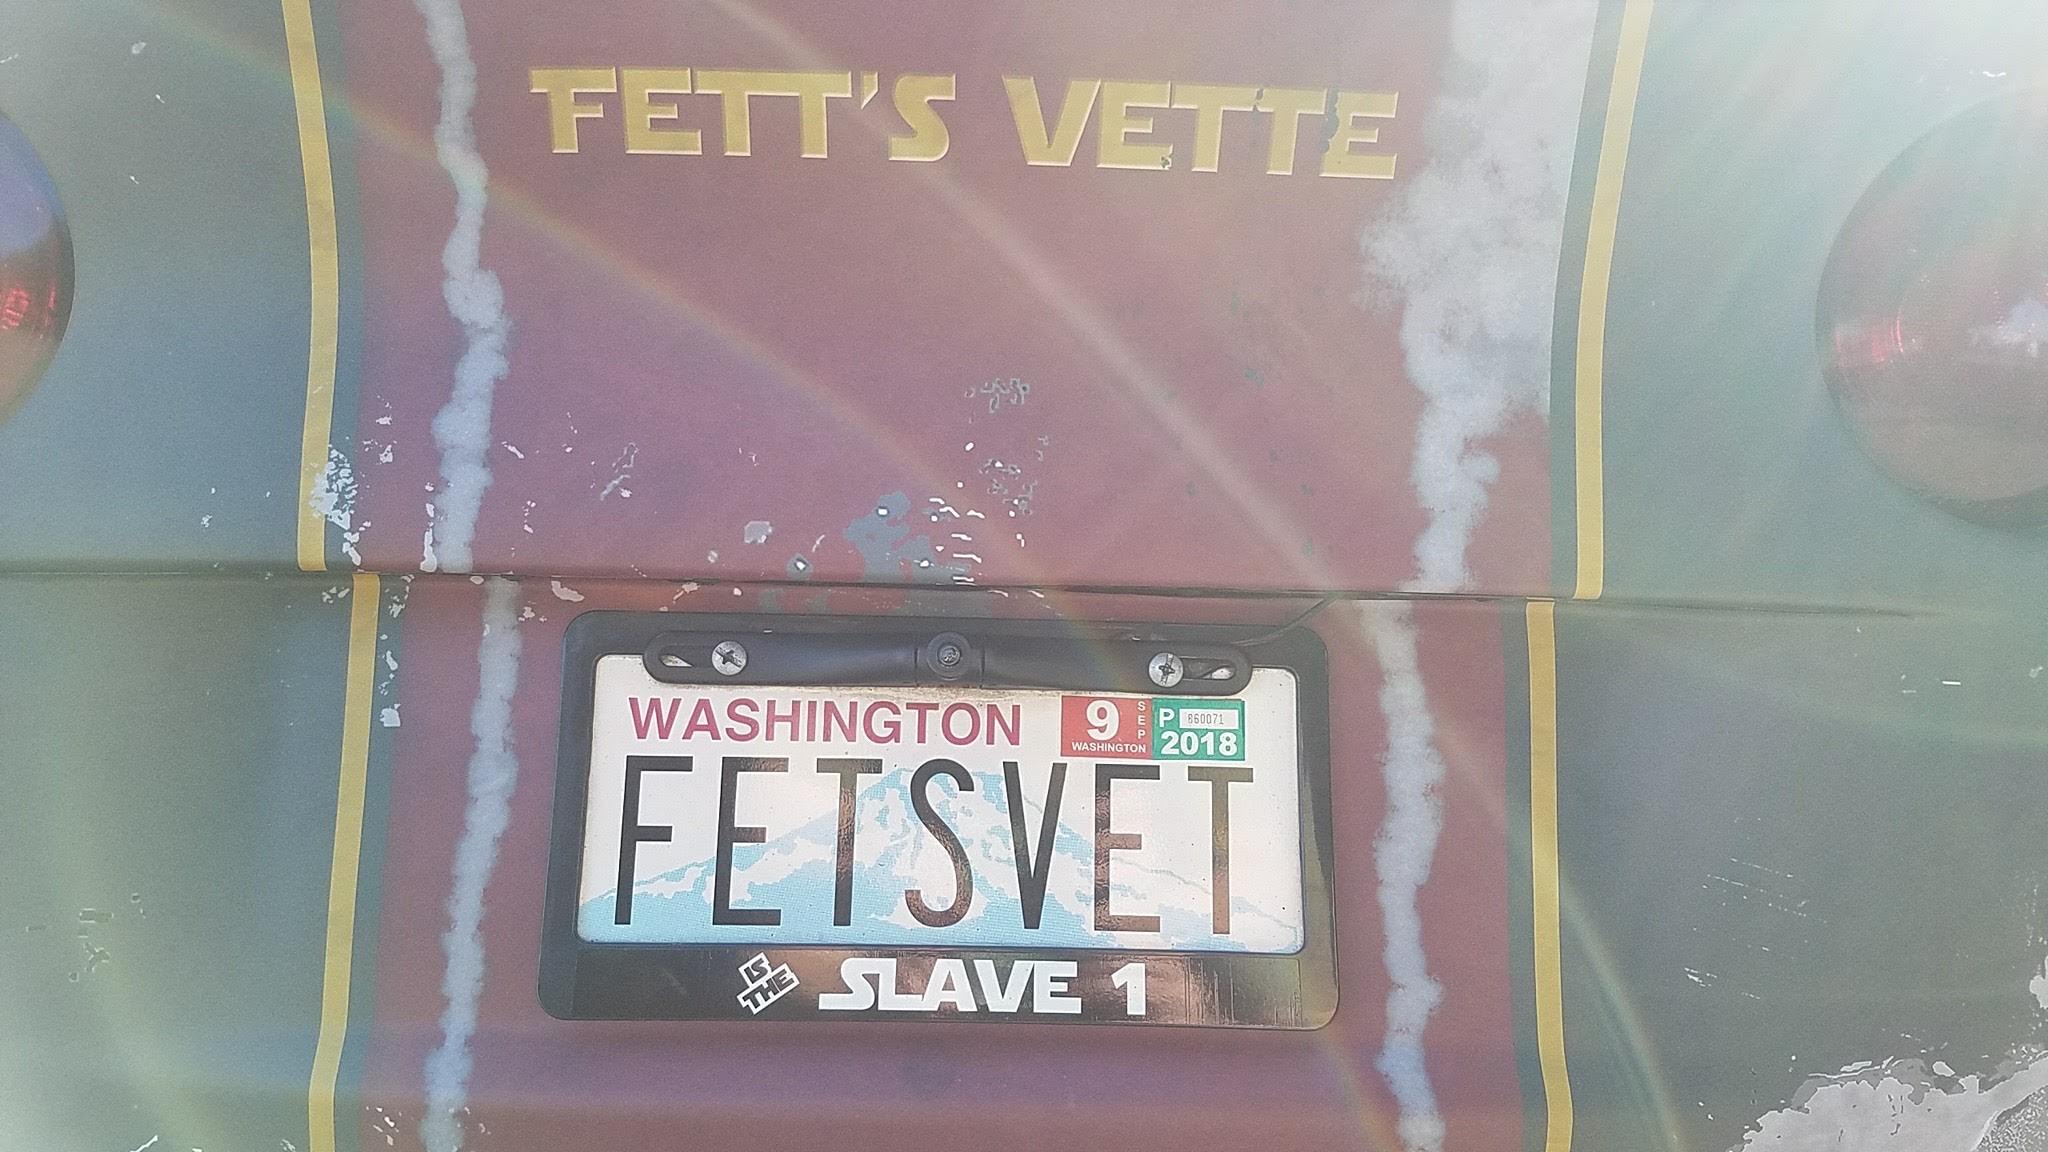 FETT'S VETTE
WASHINGTON
9 SEP WASHINGTON
P 860071 2018
FETSVET
IS THE SLAVE 1